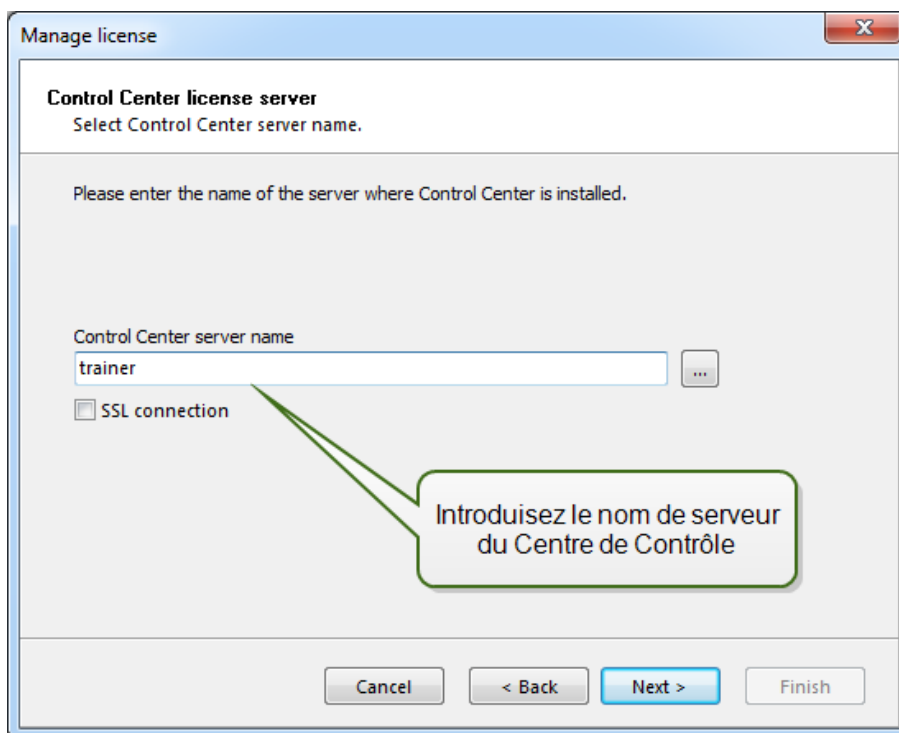 Manage license
Control Center license server
Select Control Center server name.
Please enter the name of the server where Control Center is installed.
Control Center server name
trainer
...
SSL connection
Introduisez le nom de serveur
du Centre de Contrôle
Cancel
< Back
Next >
Finish